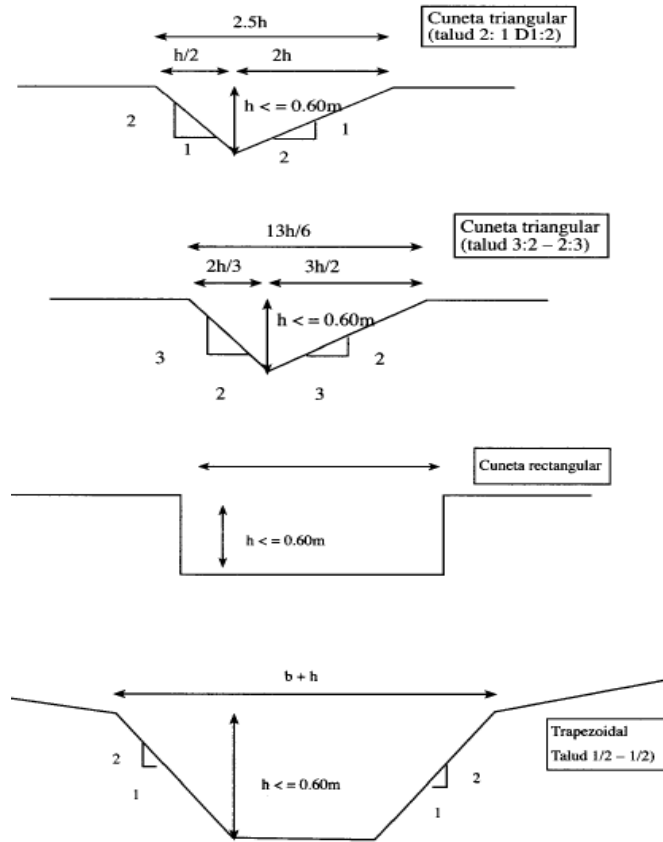 Cuneta triangular
(talud 2: 1 D1:2)
2.5h
h/2
2h
h < = 0.60m
2
1
1
2
Cuneta triangular
(talud 3:2 – 2:3)
13h/6
2h/3
3h/2
h < = 0.60m
3
2
2
3
Cuneta rectangular
h < = 0.60m
b + h
Trapezoidal
Talud 1/2 – 1/2)
2
1
h < = 0.60m
2
1